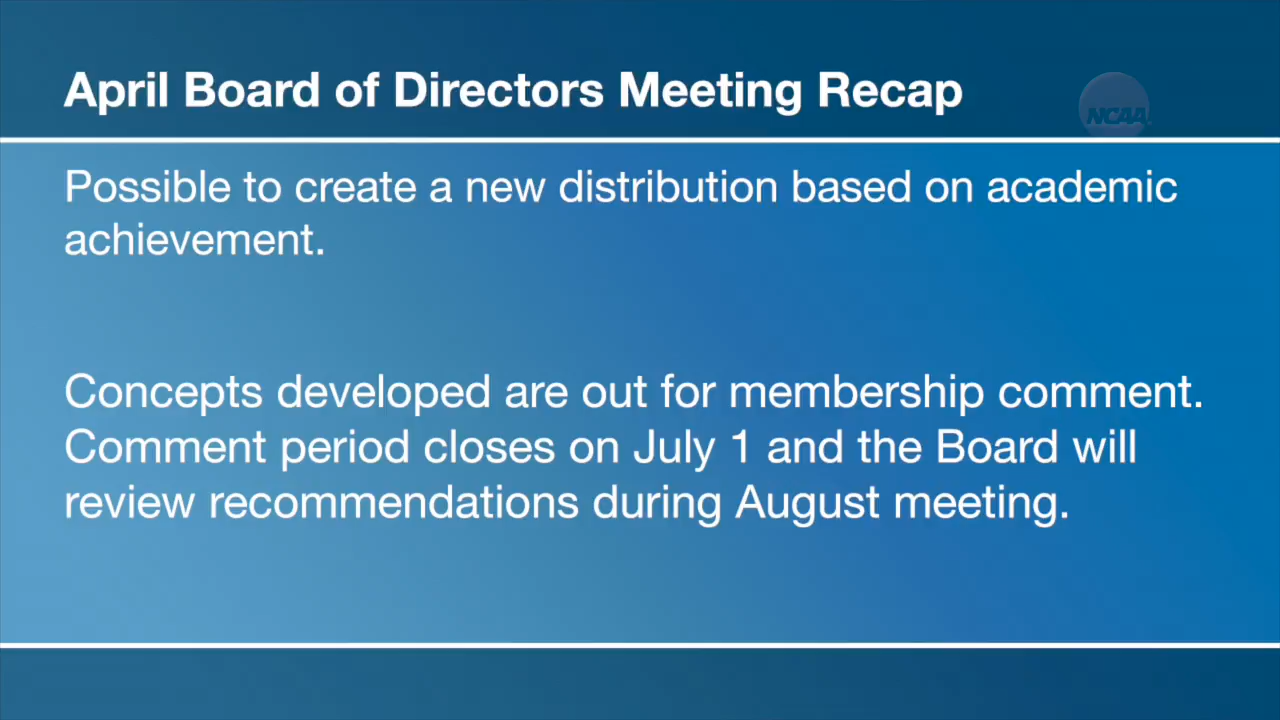 April Board of Directors Meeting Recap
NCAA
Possible to create a new distribution based on academic
achievement.
Concepts developed are out for membership comment.
Comment period closes on July 1 and the Board will
review recommendations during August meeting.